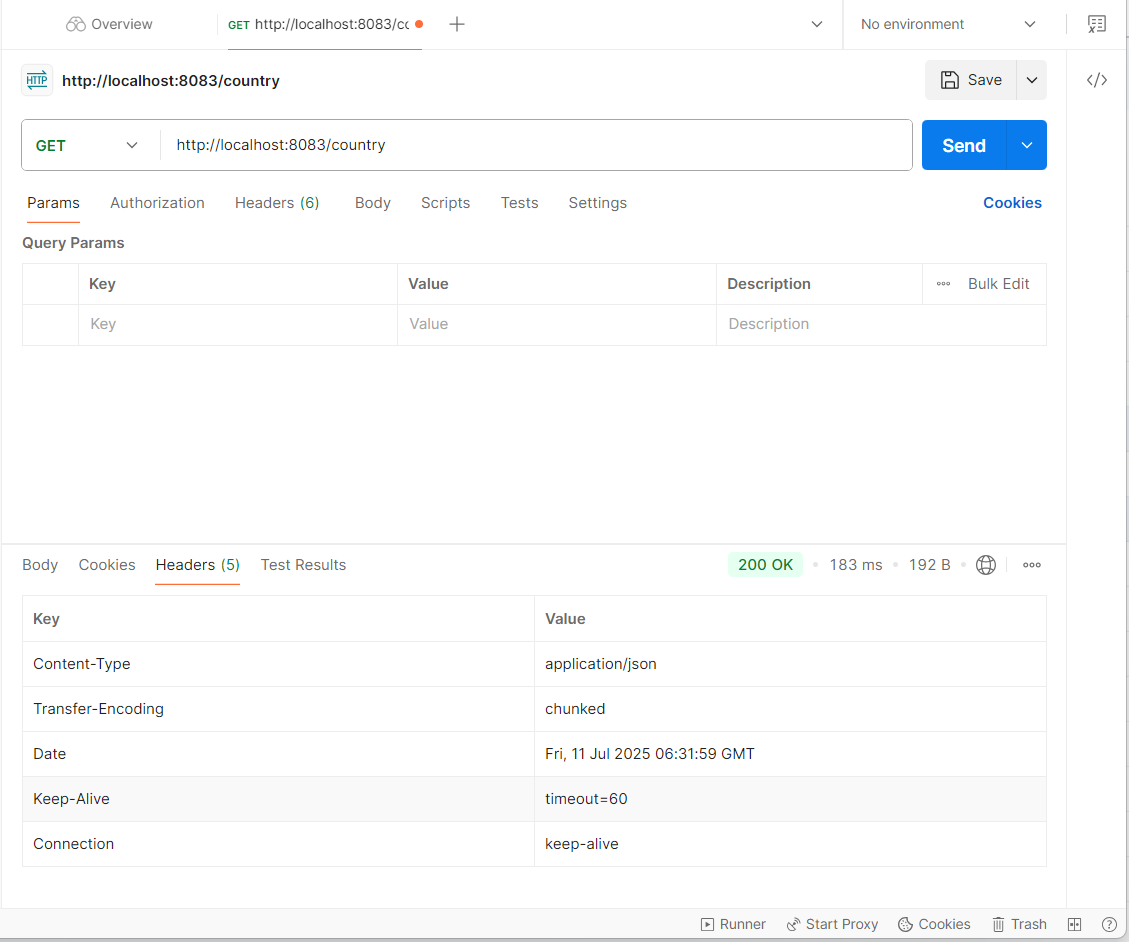 Overview
GET http://localhost:8083/cc
No environment
HTTP http://localhost:8083/country
Save
GET http://localhost:8083/country
Send
Params Authorization Headers (6) Body Scripts Tests Settings Cookies
Query Params
Key Value Description Bulk Edit
Key Value Description
Body Cookies Headers (5) Test Results 200 OK 183 ms 192 B
Key Value
Content-Type application/json
Transfer-Encoding chunked
Date Fri, 11 Jul 2025 06:31:59 GMT
Keep-Alive timeout=60
Connection keep-alive
Runner Start Proxy Cookies Trash